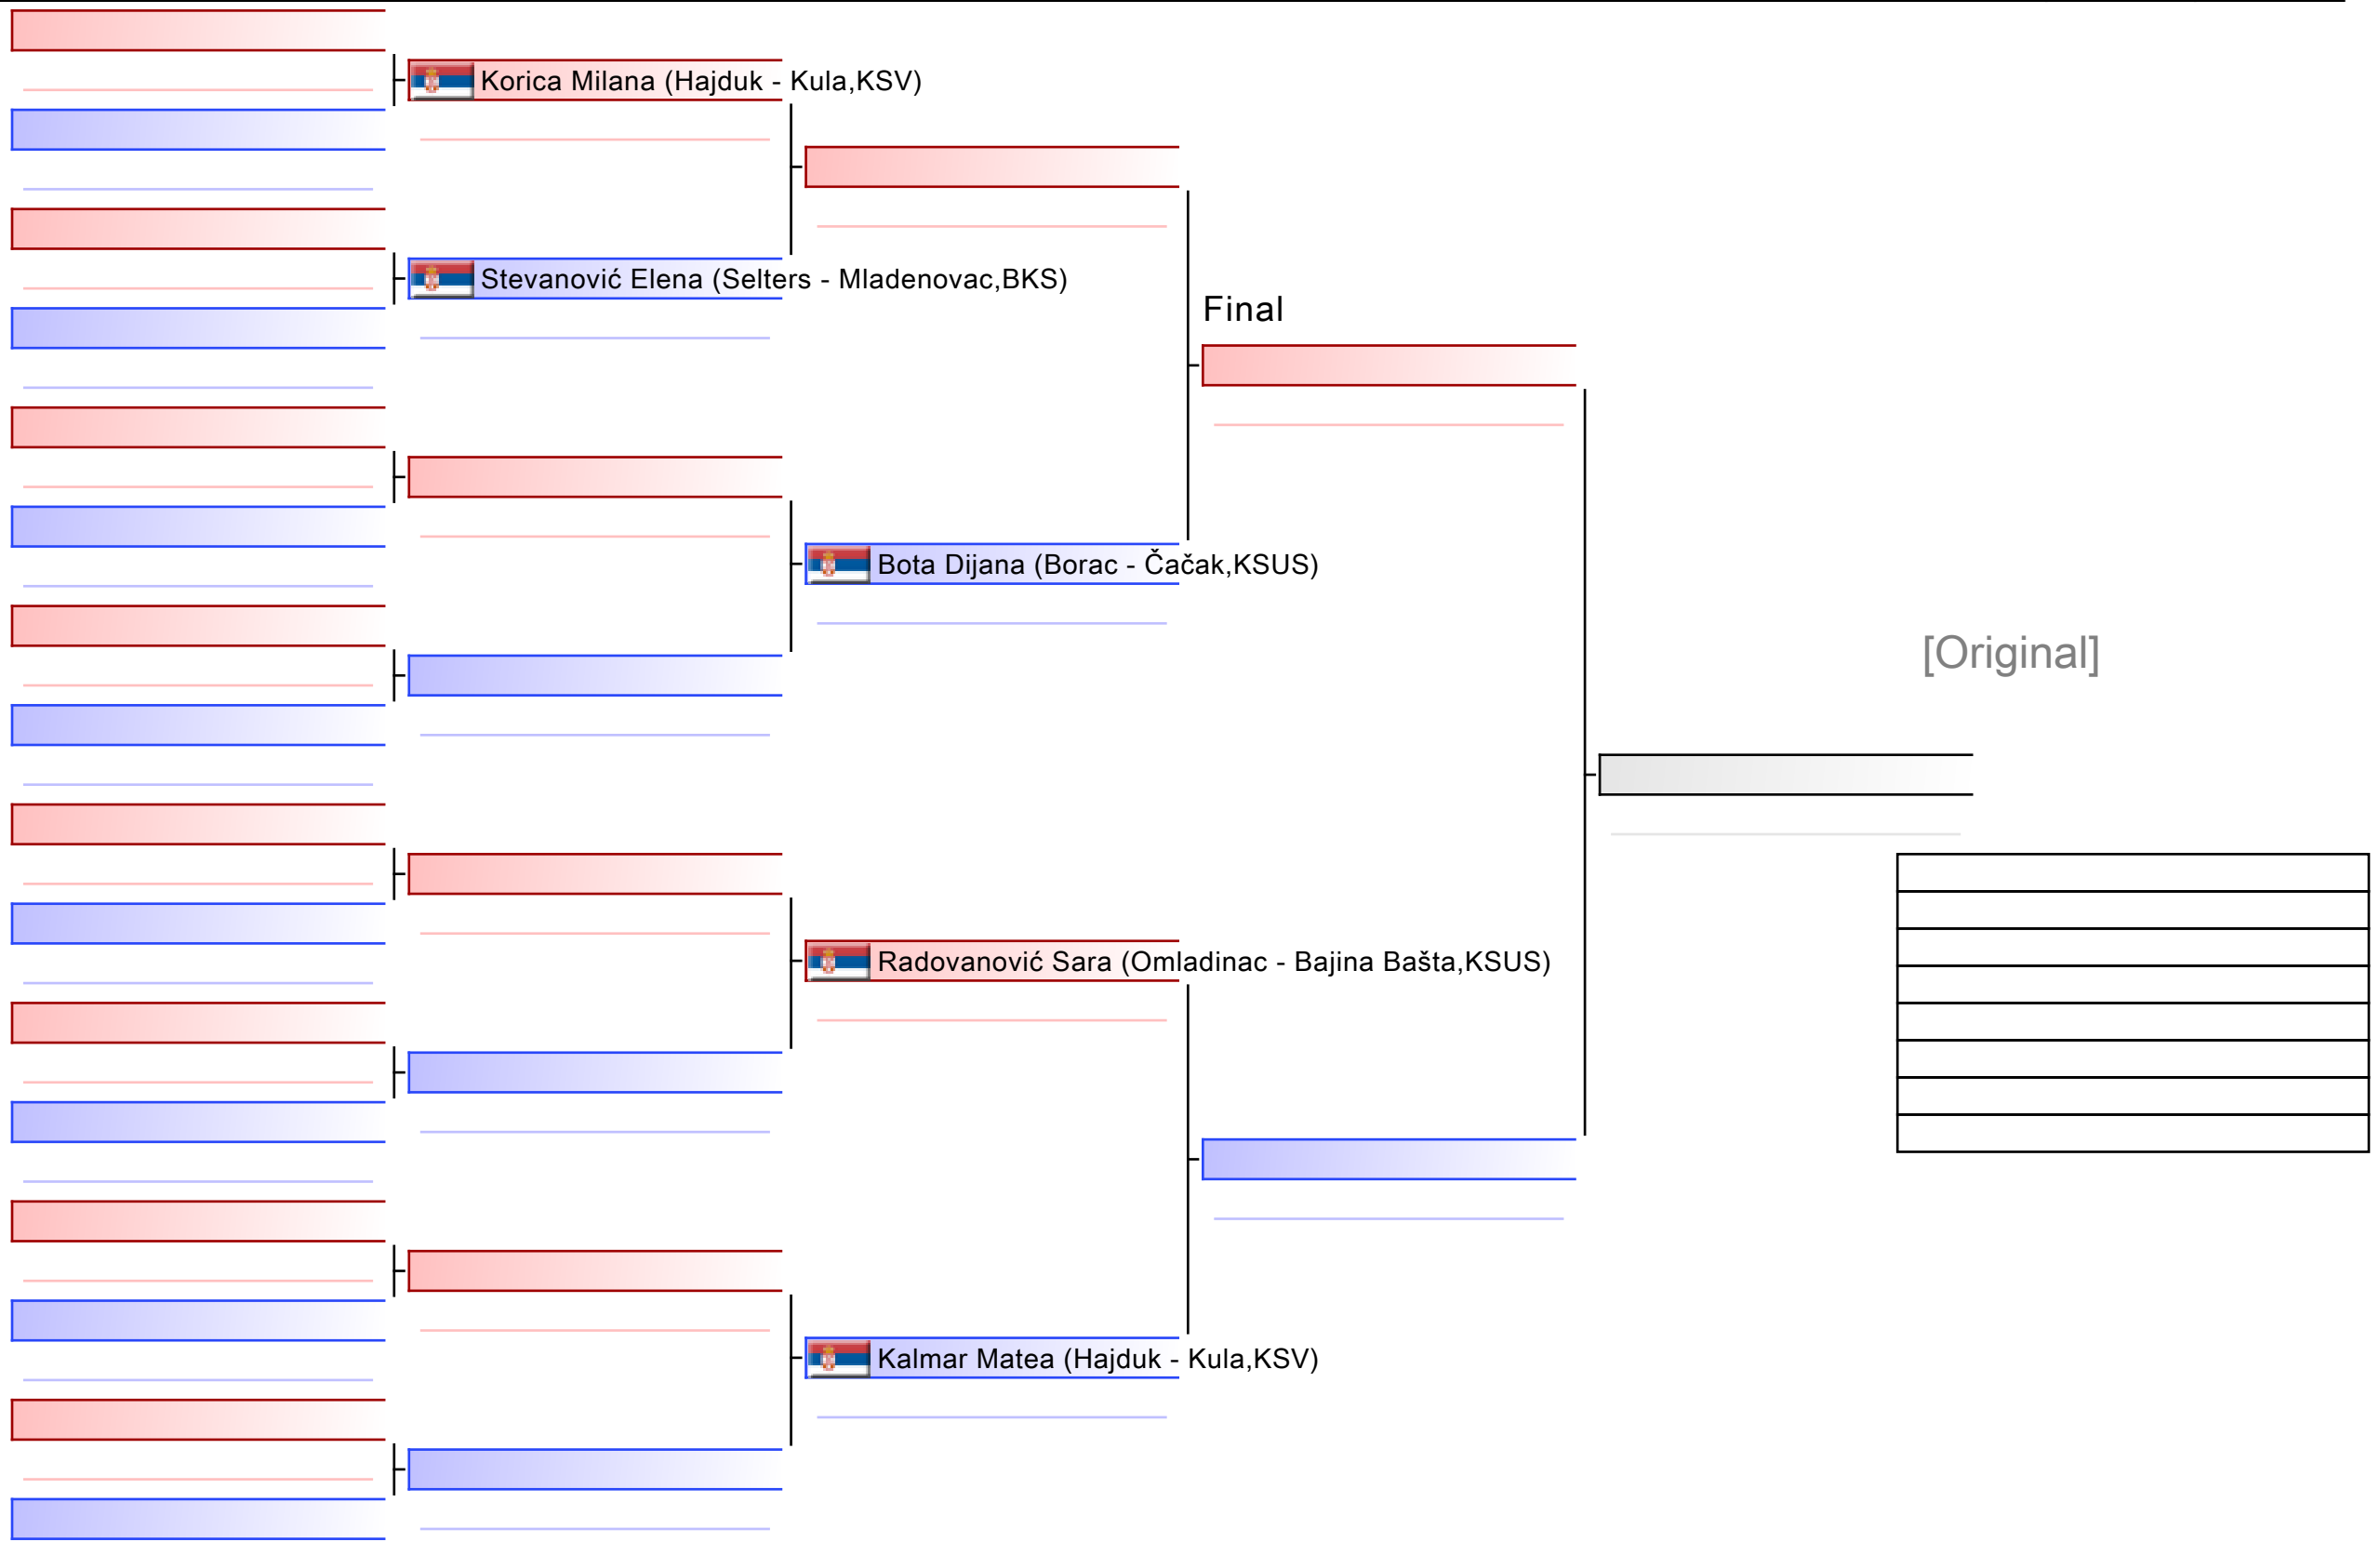 Korica Milana (Hajduk - Kula,KSV)
Stevanović Elena (Selters - Mladenovac,BKS)
Final
Bota Dijana (Borac - Čačak,KSUS)
[Original]
Radovanović Sara (Omladinac - Bajina Bašta,KSUS)
Kalmar Matea (Hajduk - Kula,KSV)